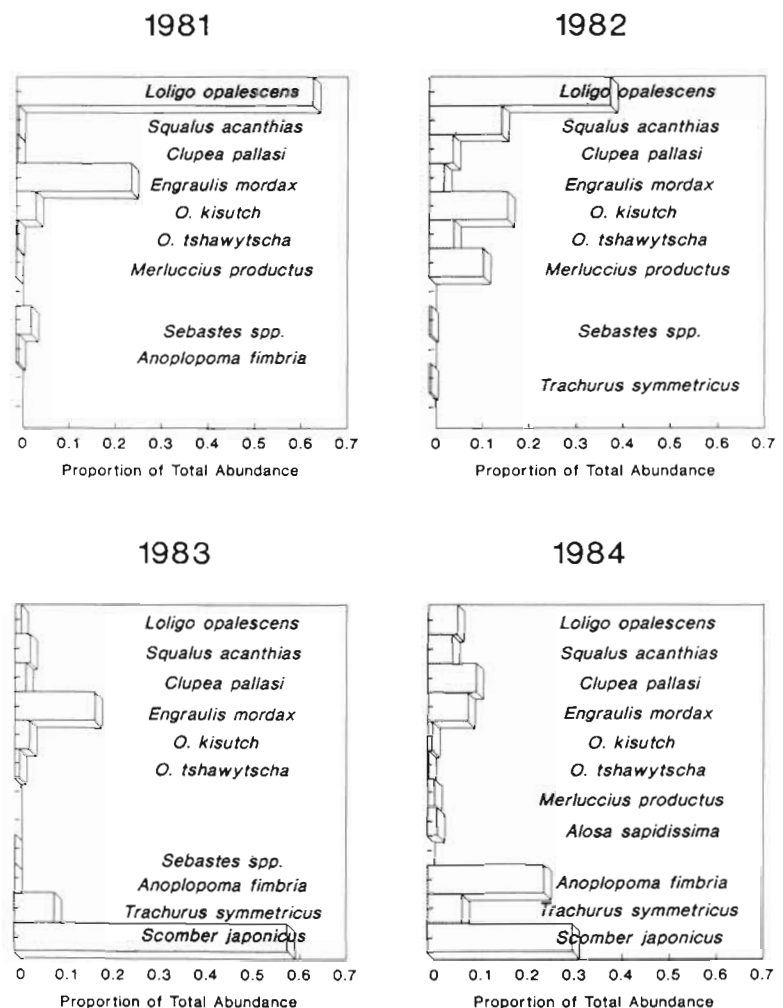 1981
Loligo opalescens
Squalus acanthias
Clupea pallasi
Engraulis mordax
O. kisutch
O. tshawytscha
Merluccius productus
Sebastes spp.
Anoplopoma fimbria
0 0.1 0.2 0.3 0.4 0.5 0.6 0.7
Proportion of Total Abundance
1982
Loligo opalescens
Squalus acanthias
Clupea pallasi
Engraulis mordax
O. kisutch
O. tshawytscha
Merluccius productus
Sebastes spp.
Trachurus symmetricus
0 0.1 0.2 0.3 0.4 0.5 0.6 0.7
Proportion of Total Abundance
1983
Loligo opalescens
Squalus acanthias
Clupea pallasi
Engraulis mordax
O. kisutch
O. tshawytscha
Sebastes spp.
Anoplopoma fimbria
Trachurus symmetricus
Scomber japonicus
0 0.1 0.2 0.3 0.4 0.5 0.6 0.7
Proportion of Total Abundance
1984
Loligo opalescens
Squalus acanthias
Clupea pallasi
Engraulis mordax
O. kisutch
O. tshawytscha
Merluccius productus
Alosa sapidissima
Anoplopoma fimbria
Trachurus symmetricus
Scomber japonicus
0 0.1 0.2 0.3 0.4 0.5 0.6 0.7
Proportion of Total Abundance